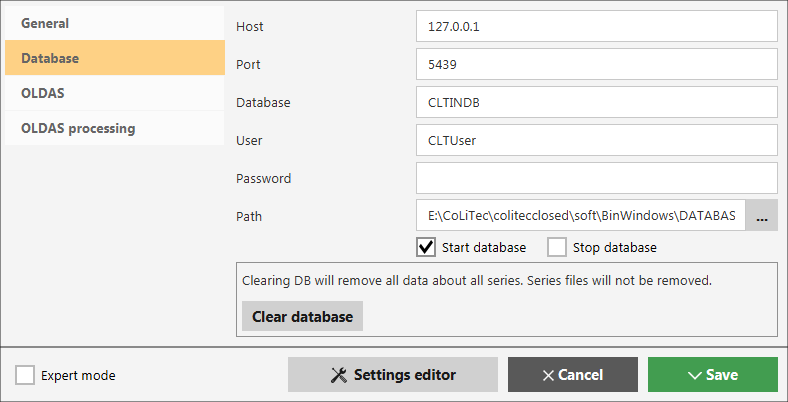 General
Database
OLDAS
OLDAS processing
Host 127.0.0.1
Port 5439
Database CLTINDB
User CLTUser
Password
Path E:\CoLiTec\colitecclosed\soft\BinWindows\DATABAS ...
Start database Stop database
Clearing DB will remove all data about all series. Series files will not be removed.
Clear database
Expert mode Settings editor Cancel Save